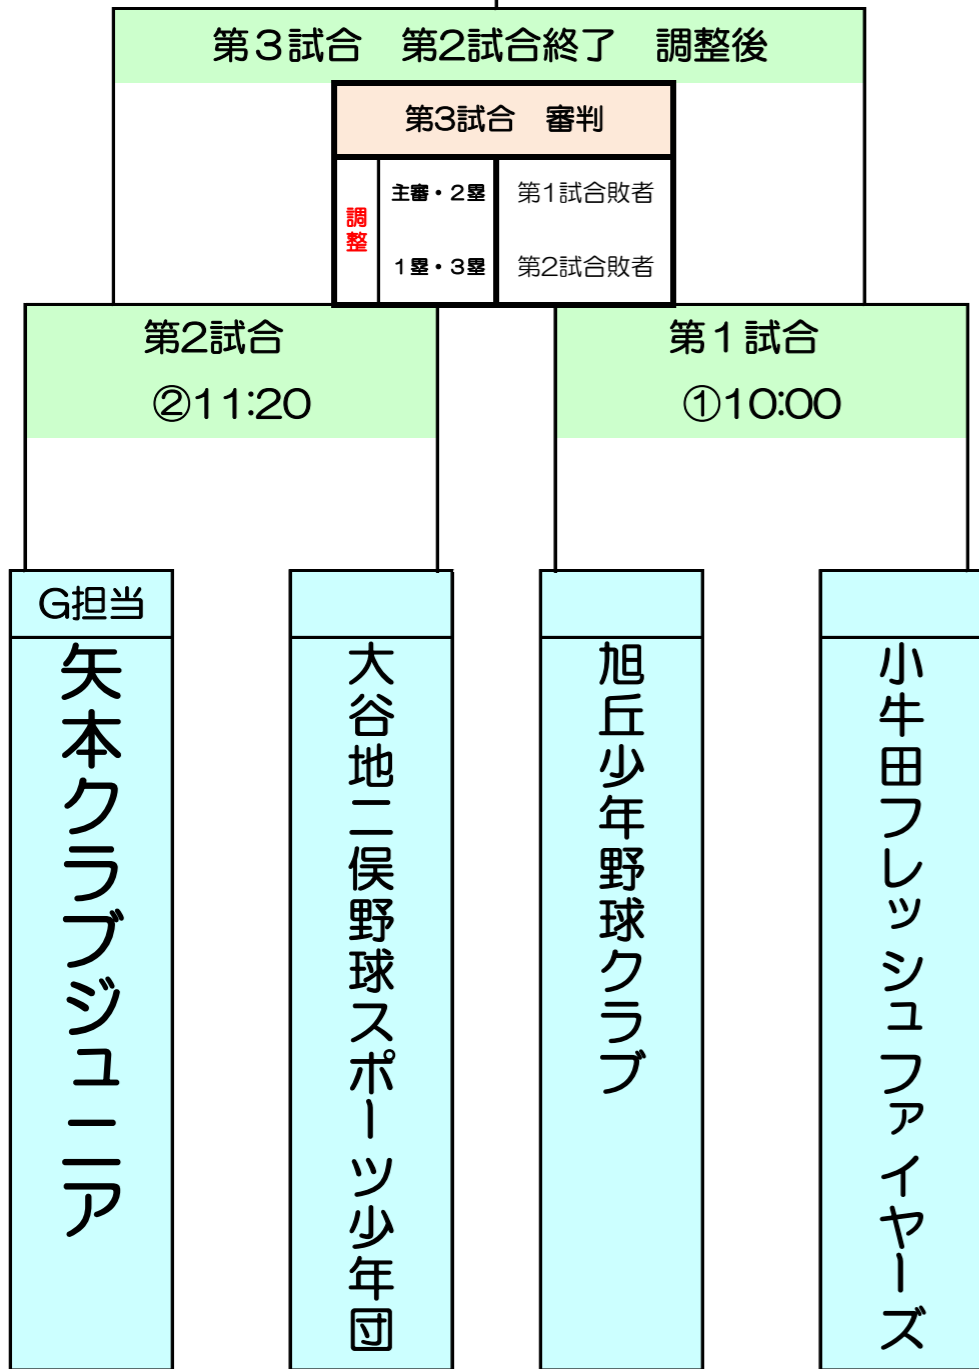 第３試合　第2試合終了　調整後
第3試合　審判
調整
主審・２塁
第1試合敗者
１塁・３塁
第2試合敗者
第2試合
②11:20
第１試合
①10:00
G担当
矢本クラブジュニア
大谷地二俣野球スポーツ少年団
旭丘少年野球クラブ
小牛田フレッシュファイヤーズ